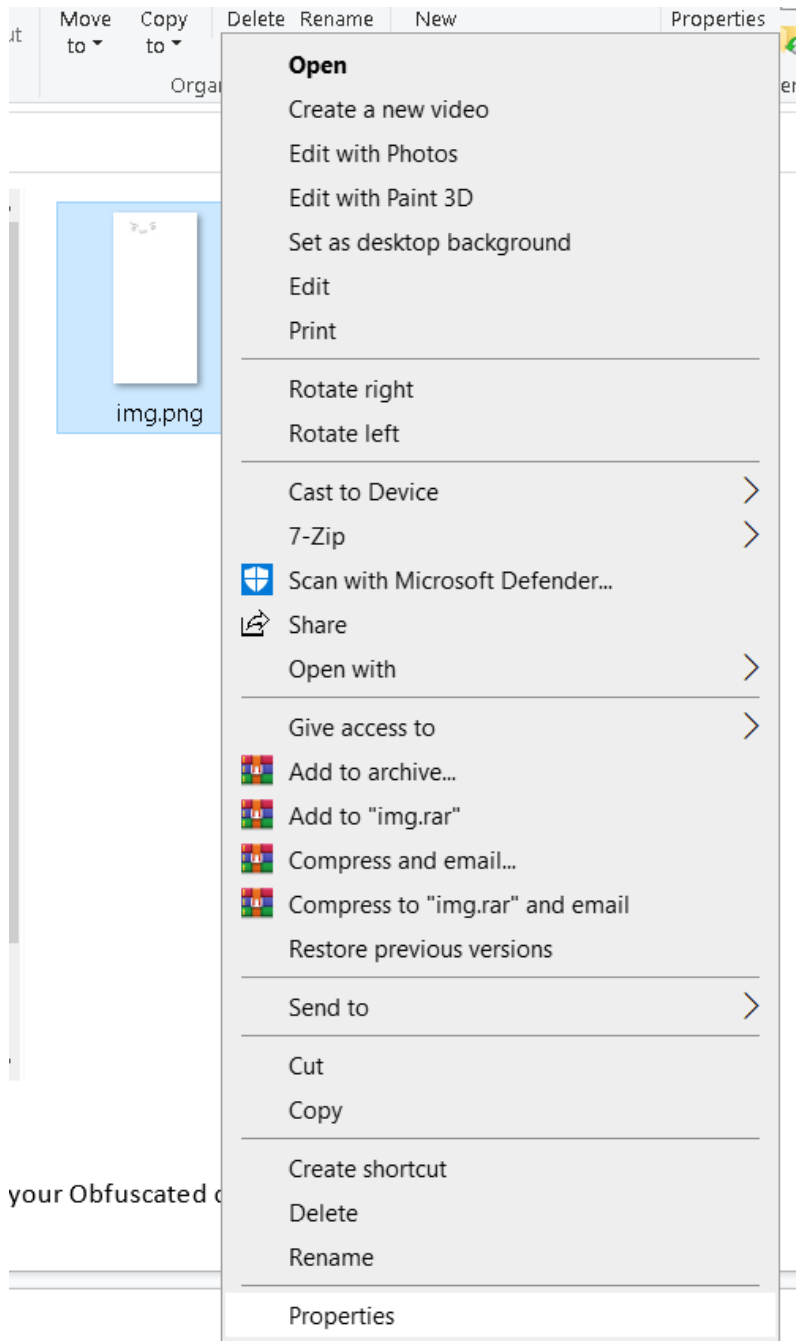 Move Copy Delete Rename New Properties
to to
Orga
Open
Create a new video
Edit with Photos
Edit with Paint 3D
Set as desktop background
Edit
Print
Rotate right
Rotate left
img.png
Cast to Device
7-Zip
Scan with Microsoft Defender...
Share
Open with
Give access to
Add to archive...
Add to "img.rar"
Compress and email...
Compress to "img.rar" and email
Restore previous versions
Send to
Cut
Copy
Create shortcut
your Obfuscated
Delete
Rename
Properties